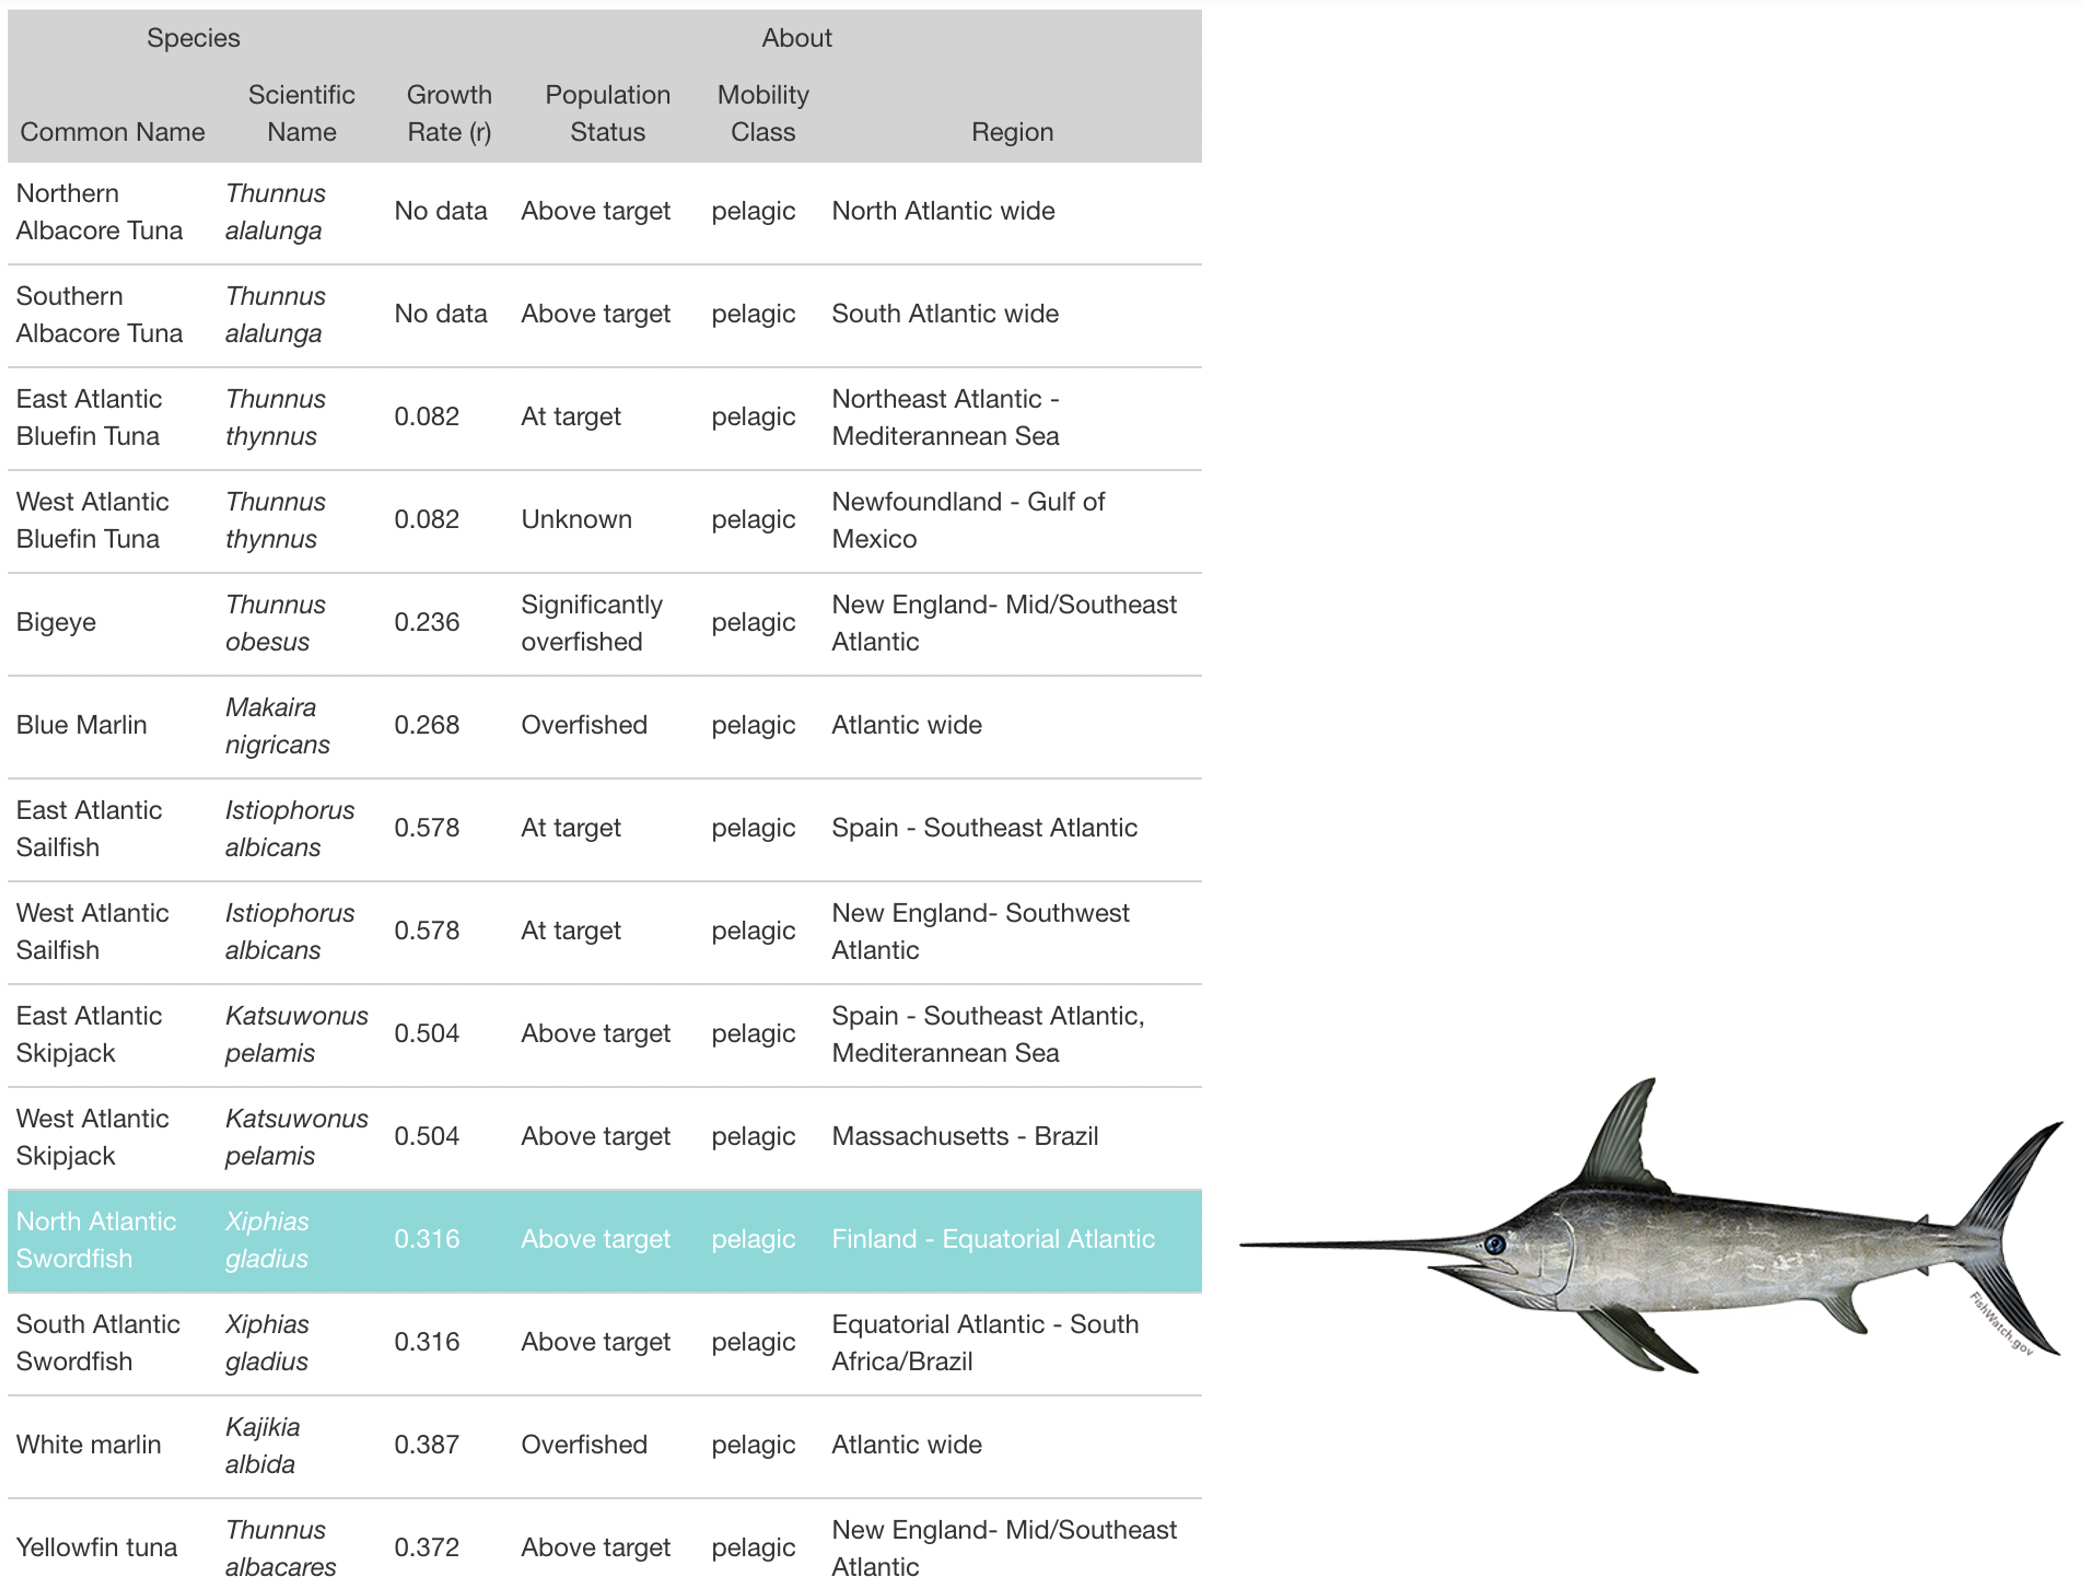 Species About
Common Name Scientific Name Growth Rate (r) Population Status Mobility Class Region
Northern Albacore Tuna Thunnus alalunga No data Above target pelagic North Atlantic wide
Southern Albacore Tuna Thunnus alalunga No data Above target pelagic South Atlantic wide
East Atlantic Bluefin Tuna Thunnus thynnus 0.082 At target pelagic Northeast Atlantic - Mediterannean Sea
West Atlantic Bluefin Tuna Thunnus thynnus 0.082 Unknown pelagic Newfoundland - Gulf of Mexico
Bigeye Thunnus obesus 0.236 Significantly overfished pelagic New England- Mid/Southeast Atlantic
Blue Marlin Makaira nigricans 0.268 Overfished pelagic Atlantic wide
East Atlantic Sailfish Istiophorus albicans 0.578 At target pelagic Spain - Southeast Atlantic
West Atlantic Sailfish Istiophorus albicans 0.578 At target pelagic New England- Southwest Atlantic
East Atlantic Skipjack Katsuwonus pelamis 0.504 Above target pelagic Spain - Southeast Atlantic, Mediterannean Sea
West Atlantic Skipjack Katsuwonus pelamis 0.504 Above target pelagic Massachusetts - Brazil
North Atlantic Swordfish Xiphias gladius 0.316 Above target pelagic Finland - Equatorial Atlantic
South Atlantic Swordfish Xiphias gladius 0.316 Above target pelagic Equatorial Atlantic - South Africa/Brazil
White marlin Kajikia albida 0.387 Overfished pelagic Atlantic wide
Yellowfin tuna Thunnus albacares 0.372 Above target pelagic New England- Mid/Southeast Atlantic
FishWatch.gov